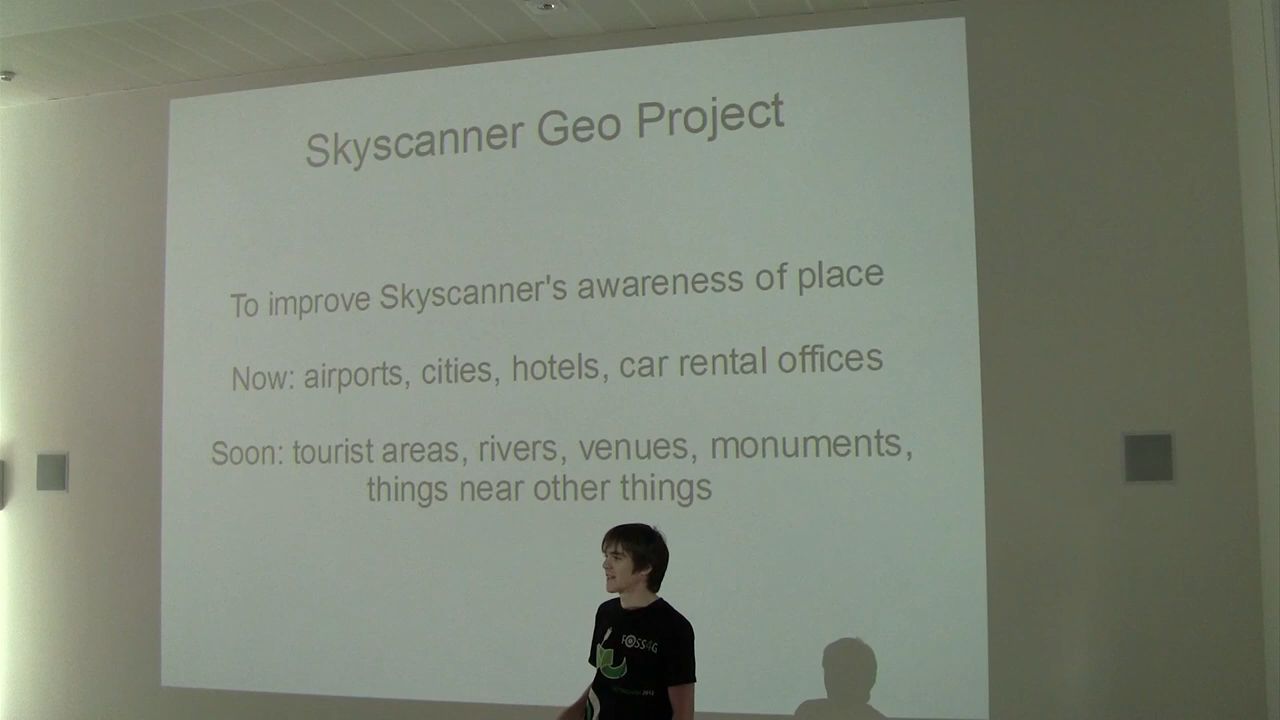 Skyscanner Geo Project
To improve Skyscanner's awareness of place
Now: airports, cities, hotels, car rental offices
Soon: tourist areas, rivers, venues, monuments,
things near other things
FOSS4G